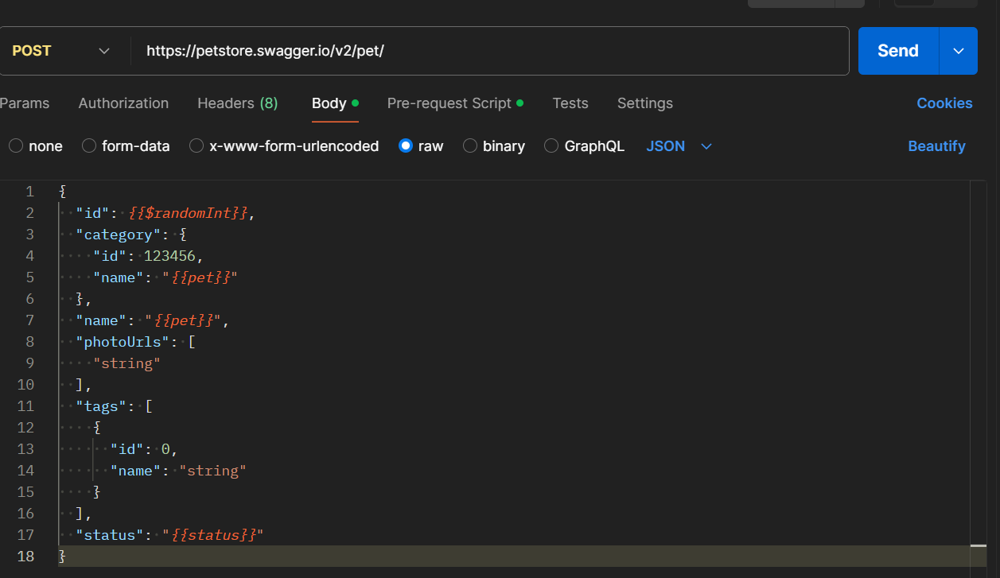 POST https://petstore.swagger.io/v2/pet/ Send
Params Authorization Headers (8) Body Pre-request Script Tests Settings Cookies
none form-data x-www-form-urlencoded raw binary GraphQL JSON Beautify
1 {
2 "id": {{$randomInt}},
3 "category": {
4 "id": 123456,
5 "name": "{{pet}}"
6 },
7 "name": "{{pet}}",
8 "photoUrls": [
9 "string"
10 ],
11 "tags": [
12 {
13 "id": 0,
14 "name": "string"
15 }
16 ],
17 "status": "{{status}}"
18 }